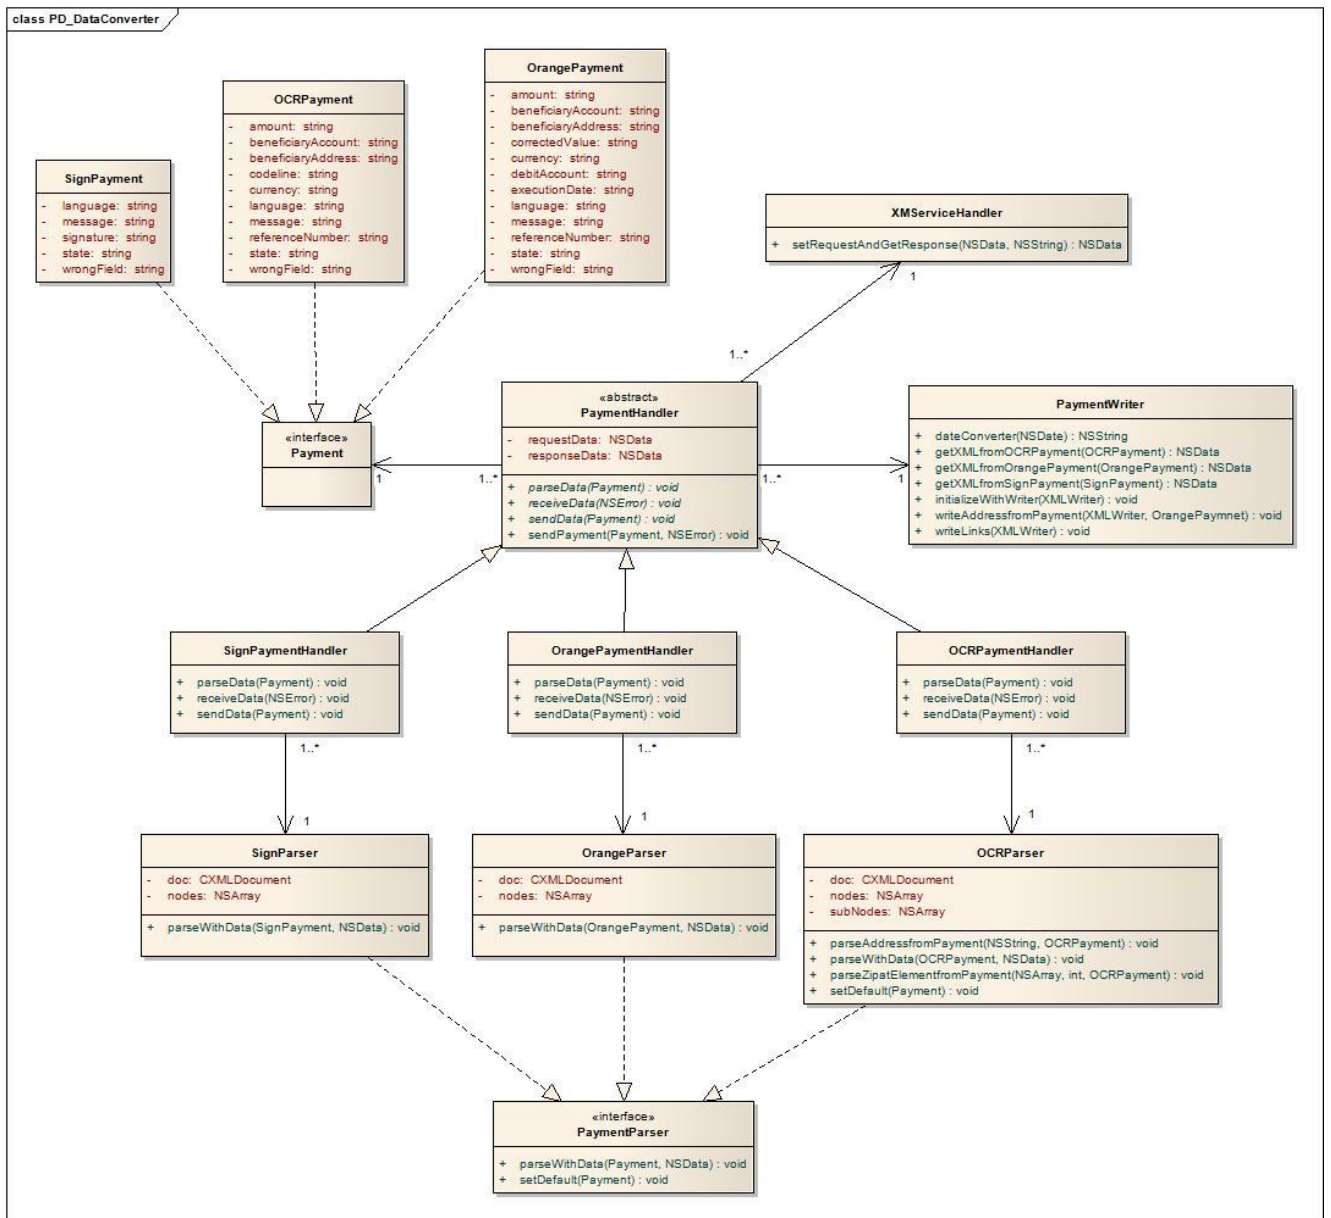 class PD_DataConverter
OrangePayment
- amount: string
- beneficiaryAccount: string
- beneficiaryAddress: string
- correctedValue: string
- currency: string
- debitAccount: string
- executionDate: string
- language: string
- message: string
- referenceNumber: string
- state: string
- wrongField: string
OCRPayment
- amount: string
- beneficiaryAccount: string
- beneficiaryAddress: string
- codeline: string
- currency: string
- language: string
- message: string
- referenceNumber: string
- state: string
- wrongField: string
SignPayment
- language: string
- message: string
- signature: string
- state: string
- wrongField: string
XMServiceHandler
+ setRequestAndGetResponse(NSData, NSString) : NSData
1
1..*
«interface»
Payment
1
1..*
«abstract»
PaymentHandler
- requestData: NSData
- responseData: NSData
+ parseData(Payment) : void
+ receiveData(NSError) : void
+ sendData(Payment) : void
+ sendPayment(Payment, NSError) : void
1..*
1
PaymentWriter
+ dateConverter(NSDate) : NSString
+ getXMLfromOCRPayment(OCRPayment) : NSData
+ getXMLfromOrangePayment(OrangePayment) : NSData
+ getXMLfromSignPayment(SignPayment) : NSData
+ initializeWithWriter(XMLWriter) : void
+ writeAddressfromPayment(XMLWriter, OrangePaymnet) : void
+ writeLinks(XMLWriter) : void
SignPaymentHandler
+ parseData(Payment) : void
+ receiveData(NSError) : void
+ sendData(Payment) : void
1..*
1
OrangePaymentHandler
+ parseData(Payment) : void
+ receiveData(NSError) : void
+ sendData(Payment) : void
1..*
1
OCRPaymentHandler
+ parseData(Payment) : void
+ receiveData(NSError) : void
+ sendData(Payment) : void
1..*
1
SignParser
- doc: CXMLDocument
- nodes: NSArray
+ parseWithData(SignPayment, NSData) : void
OrangeParser
- doc: CXMLDocument
- nodes: NSArray
+ parseWithData(OrangePayment, NSData) : void
OCRParser
- doc: CXMLDocument
- nodes: NSArray
- subNodes: NSArray
+ parseAddressfromPayment(NSString, OCRPayment) : void
+ parseWithData(OCRPayment, NSData) : void
+ parseZipatElementfromPayment(NSArray, int, OCRPayment) : void
+ setDefault(Payment) : void
«interface»
PaymentParser
+ parseWithData(Payment, NSData) : void
+ setDefault(Payment) : void